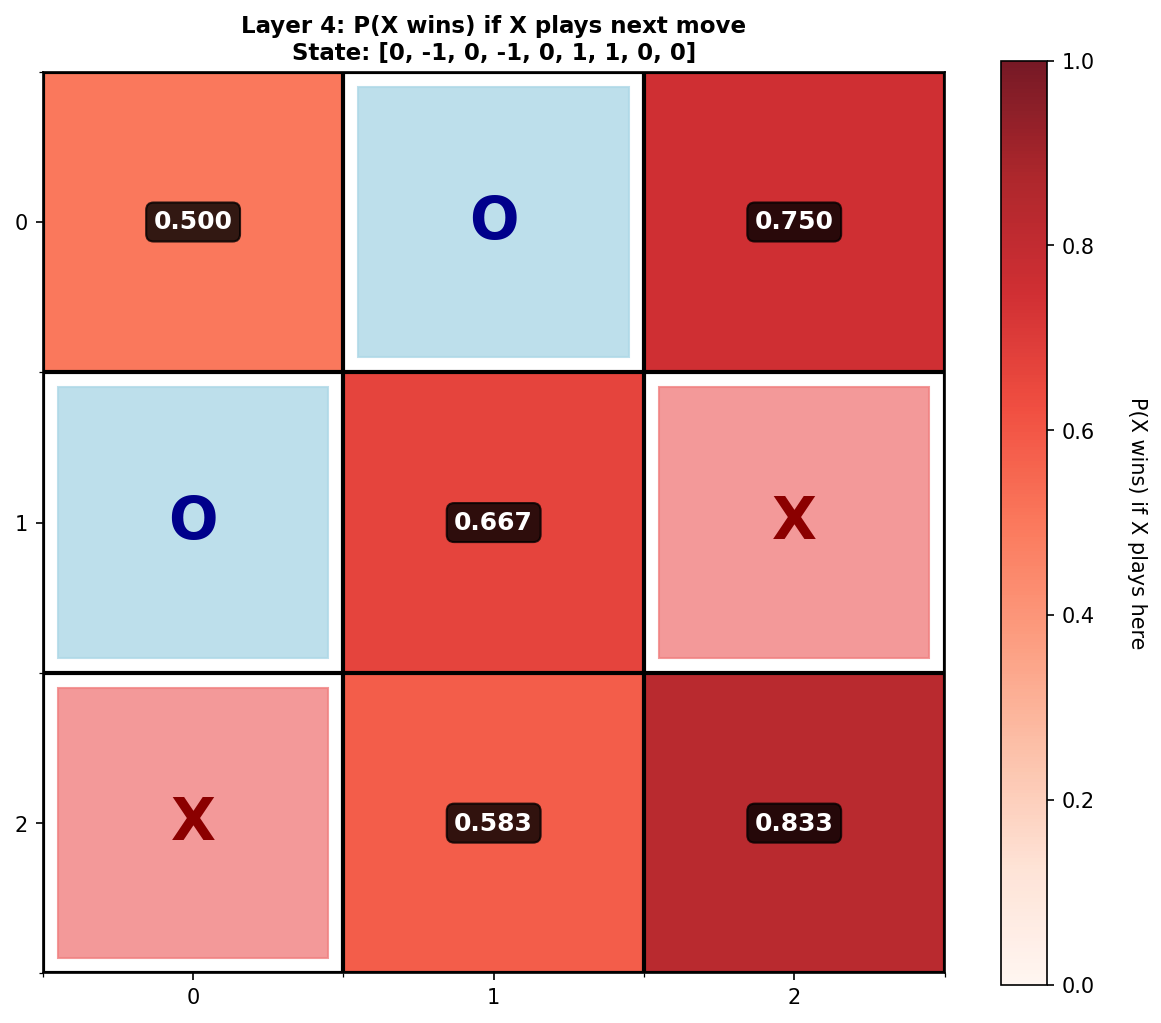 Layer 4: P(X wins) if X plays next move
State: [0, -1, 0, -1, 0, 1, 1, 0, 0]
0
0.500
O
0.750
1
O
0.667
X
2
X
0.583
0.833
0
1
2
1.0
0.8
0.6
0.4
0.2
0.0
P(X wins) if X plays here